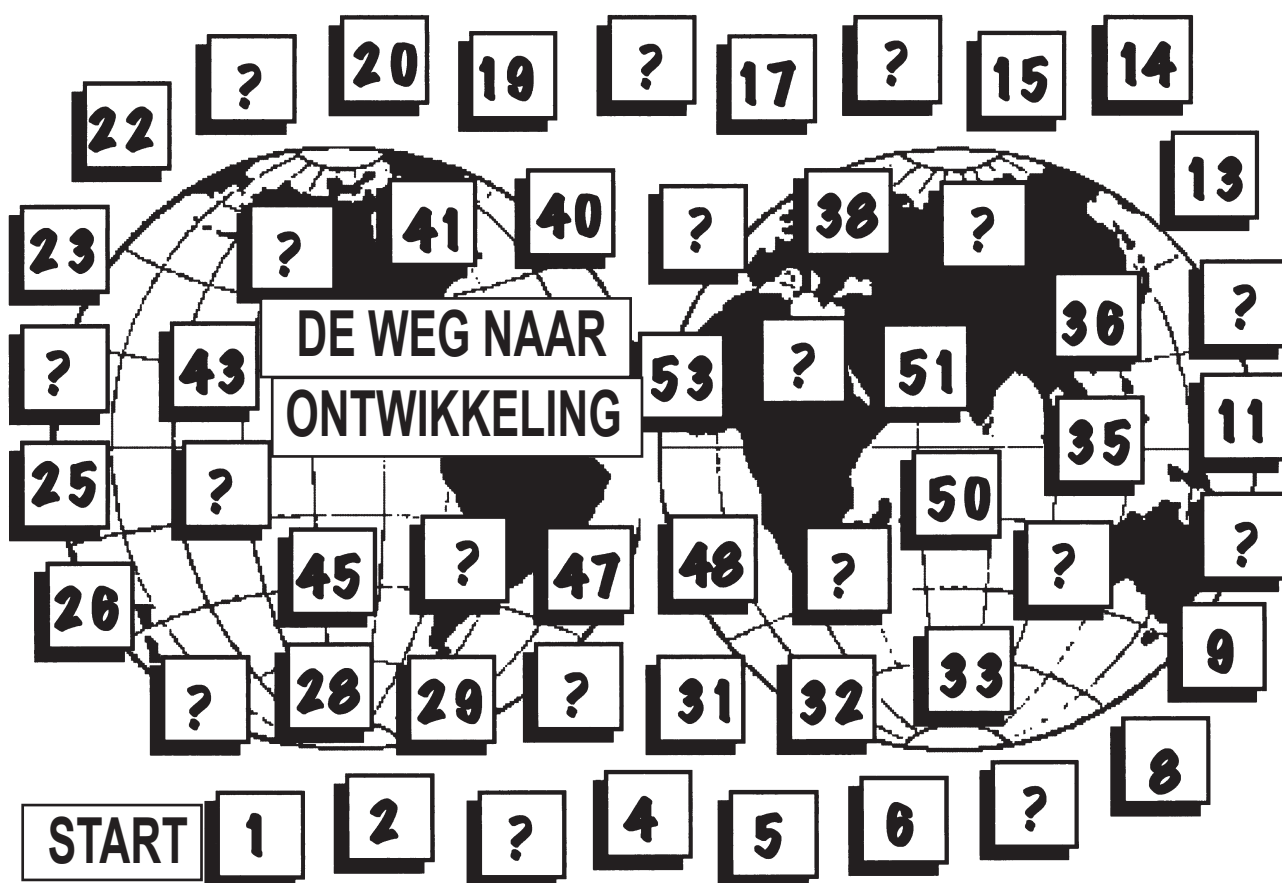 22 ? 20 19 ? 17 ? 15 14
13
23 ? 41 40 ? 38 ?
?
36
DE WEG NAAR
ONTWIKKELING
? 43 53 ? 51
11
35
25 ? 50
?
26 45 ? 47 48 ? ?
9
? 28 29 ? 31 32 33
8
START 1 2 ? 4 5 6 ?